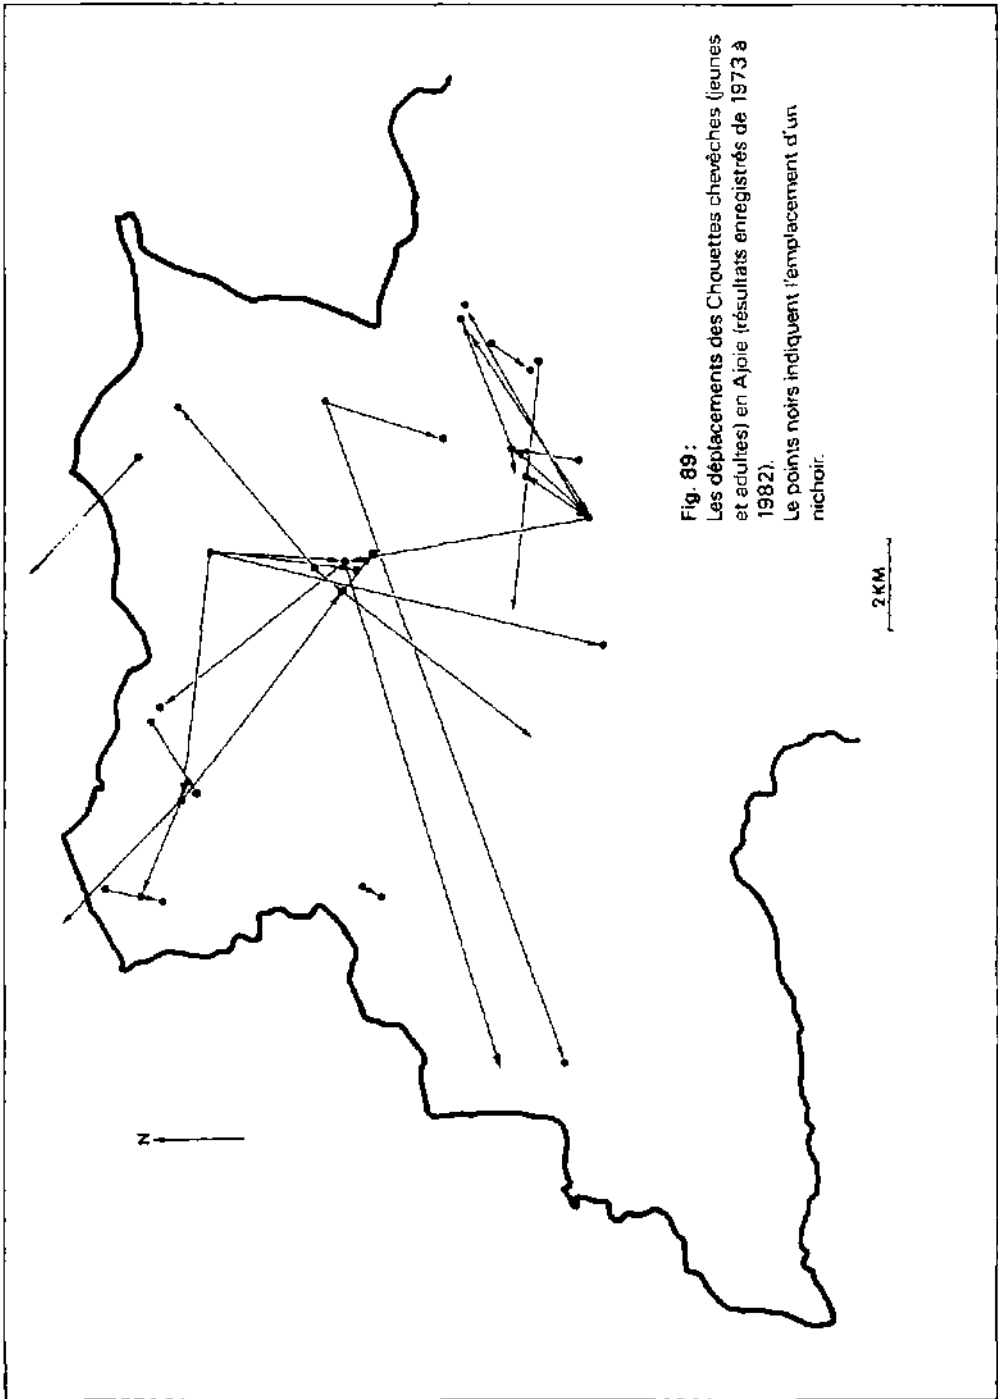 Fig. 89:
Les déplacements des Chouettes chevêches (jeunes
et adultes) en Ajoie (résultats enregistrés de 1973 à
1982).
Le points noirs indiquent l'emplacement d'un
nichoir.
2KM
N